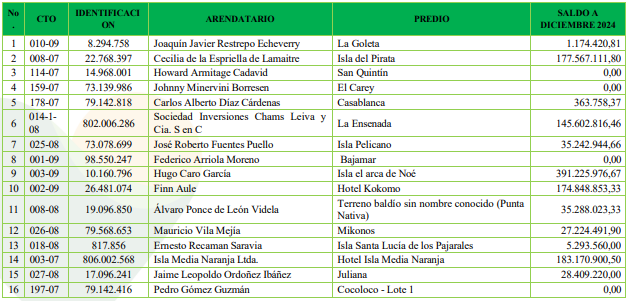 No. CTO IDENTIFICACION ARRENDATARIO PREDIO SALDO A DICIEMBRE 2024
1 010-09 8.294.758 Joaquín Javier Restrepo Echeverry La Goleta 1.174.420,81
2 008-07 22.768.397 Cecilia de la Espriella de Lamaitre Isla del Pirata 177.567.111,80
3 114-07 14.968.001 Howard Armitage Cadavid San Quintín 0,00
4 159-07 73.139.986 Johnny Minervini Borresen El Carey 0,00
5 178-07 79.142.818 Carlos Alberto Díaz Cárdenas Casablanca 363.758,37
6 014-1-08 802.006.286 Sociedad Inversiones Chams Leiva y Cia. S en C La Ensenada 145.602.816,46
7 025-08 73.078.699 José Roberto Fuentes Puello Isla Pelicano 35.242.944,66
8 001-09 98.550.247 Federico Arriola Moreno Bajamar 0,00
9 003-09 10.160.796 Hugo Caro García Isla el arca de Noé 391.225.976,67
10 002-09 26.481.074 Finn Aule Hotel Kokomo 174.848.853,33
11 008-08 19.096.850 Álvaro Ponce de León Videla Terreno baldío sin nombre conocido (Punta Nativa) 35.288.023,33
12 026-08 79.568.653 Mauricio Vila Mejía Mikonos 27.224.491,90
13 018-08 817.856 Ernesto Recaman Saravia Isla Santa Lucía de los Pajarales 5.293.560,00
14 003-07 806.002.568 Isla Media Naranja Ltda. Hotel Isla Media Naranja 183.170.900,50
15 027-08 17.096.241 Jaime Leopoldo Ordoñez Ibáñez Juliana 28.409.220,00
16 197-07 79.142.416 Pedro Gómez Guzmán Cocoloco - Lote 1 0,00